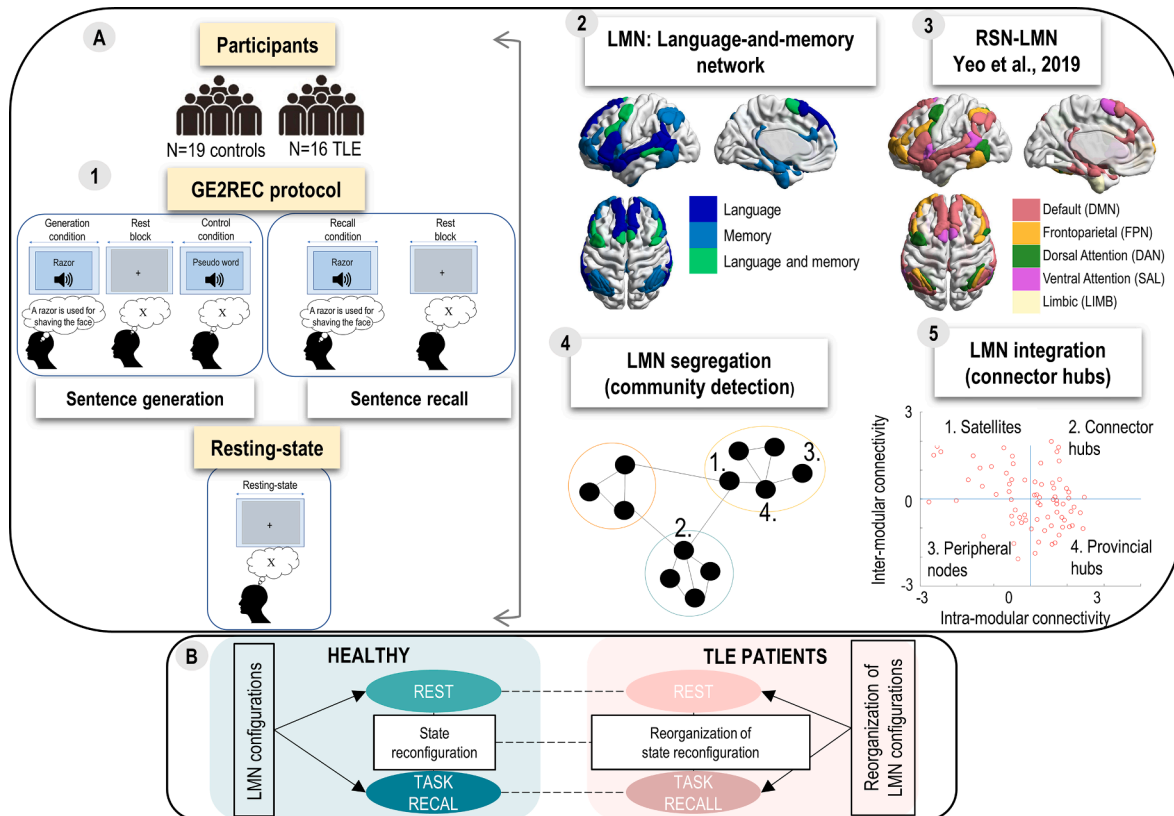 A
Participants
N=19 controls
N=16 TLE
1
GE2REC protocol
Generation
condition
Rest
block
Control
condition
Razor
+
Pseudo word
A razor is used for
shaving the face
X
X
Recall
condition
Rest
block
Razor
+
A razor is used for
shaving the face
X
Sentence generation
Sentence recall
Resting-state
Resting-state
+
X
2
LMN: Language-and-memory
network
Language
Memory
Language and memory
3
RSN-LMN
Yeo et al., 2019
Default (DMN)
Frontoparietal (FPN)
Dorsal Attention (DAN)
Ventral Attention (SAL)
Limbic (LIMB)
4
LMN segregation
(community detection)
1.
3.
4.
2.
5
LMN integration
(connector hubs)
Inter-modular connectivity
3
0
-3
1. Satellites
2. Connector
hubs
3. Peripheral
nodes
4. Provincial
hubs
-3
0
3
Intra-modular connectivity
B
HEALTHY
TLE PATIENTS
LMN configurations
REST
REST
State
reconfiguration
Reorganization of
state reconfiguration
TASK
RECAL
TASK
RECALL
Reorganization of
LMN configurations